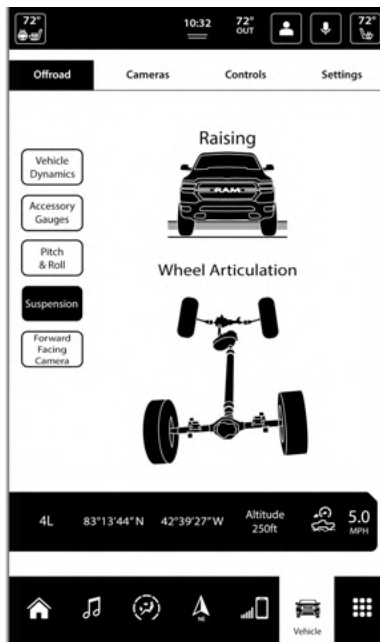 72°
10:32
72°
OUT
72°
Offroad
Cameras
Controls
Settings
Raising
RAM
Vehicle
Dynamics
Accessory
Gauges
Pitch
& Roll
Wheel Articulation
Suspension
Forward
Facing
Camera
4L
83°13'44"N
42°39'27"W
Altitude
250ft
5.0
MPH
NE
Vehicle